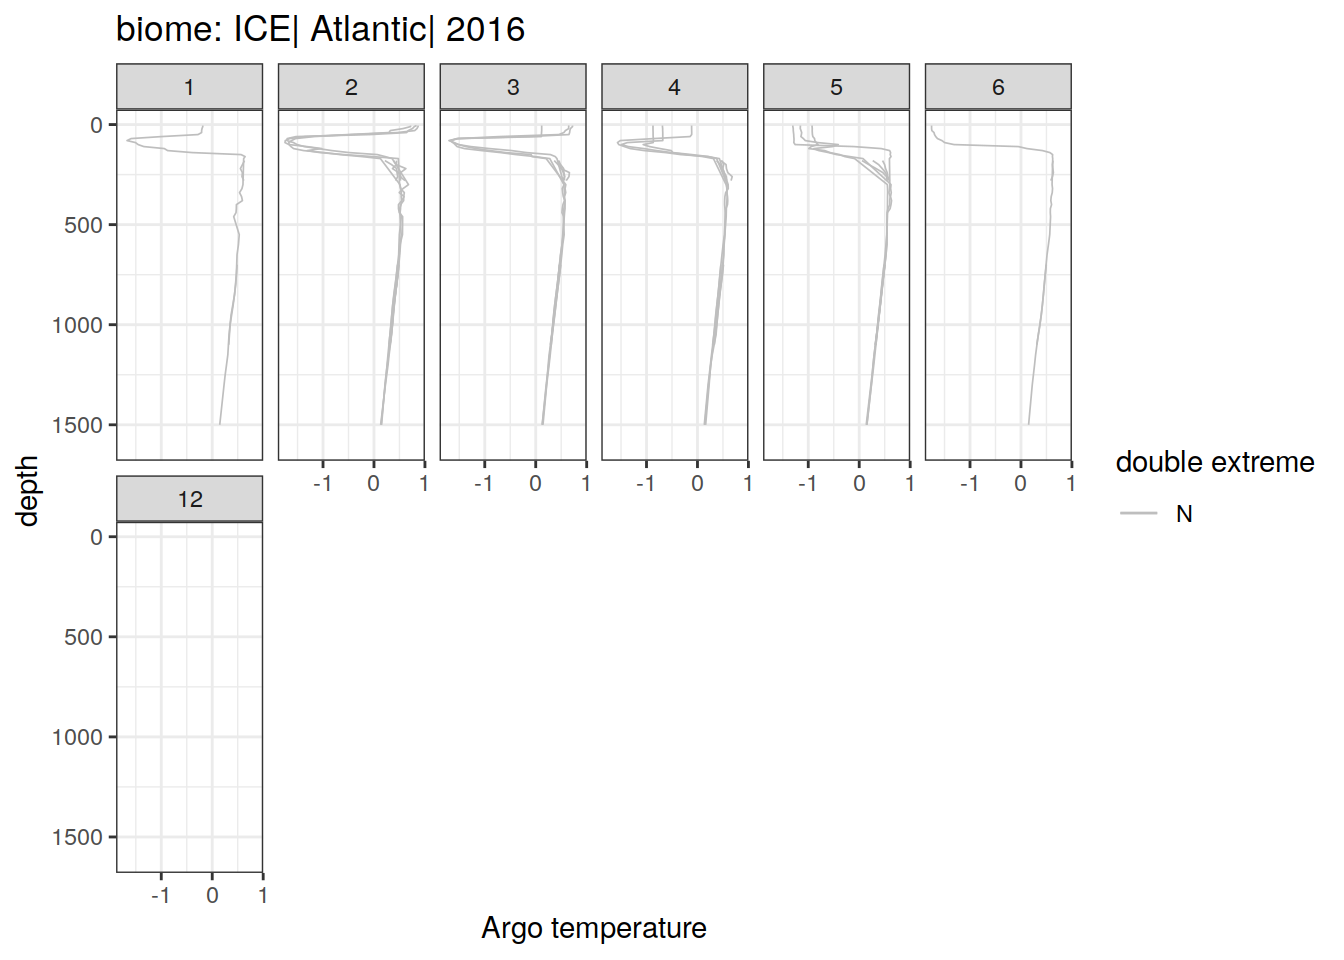 biome: ICE| Atlantic| 2016
1 2 3 4 5 6
0
500
1000
1500
-1 0 1 -1 0 1 -1 0 1 -1 0 1 -1 0 1
12
0
500
1000
1500
-1 0 1
depth
Argo temperature
double extreme
N